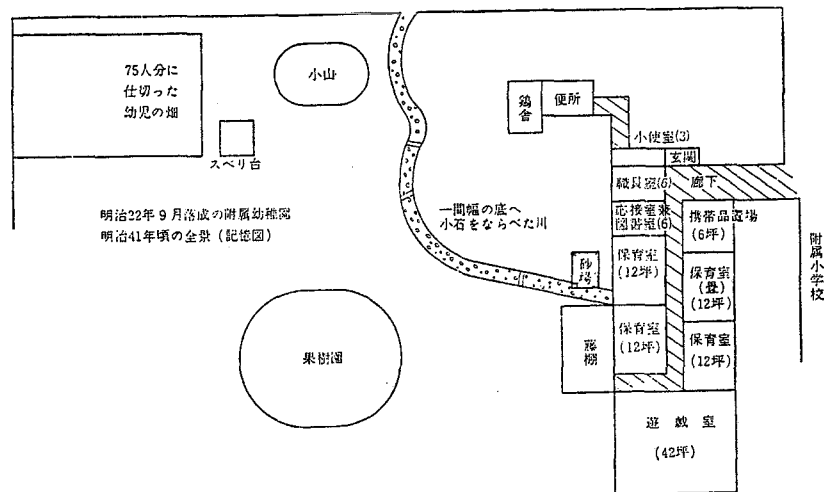 75人分に
仕切った
幼児の畑
小山
スベリ台
明治22年9月落成の附属幼稚園
明治41年頃の全景(記憶図)
一間幅の底へ
小石をならべた川
果樹園
鶏舎
便所
小使室(3)
玄関
職員室(6)
廊下
応接室兼
図書室(6)
携帯品置場
(6坪)
保育室
(12坪)
保育室
(畳)
(12坪)
砂場
藤棚
保育室
(12坪)
保育室
(12坪)
遊戯室
(42坪)
附属小学校